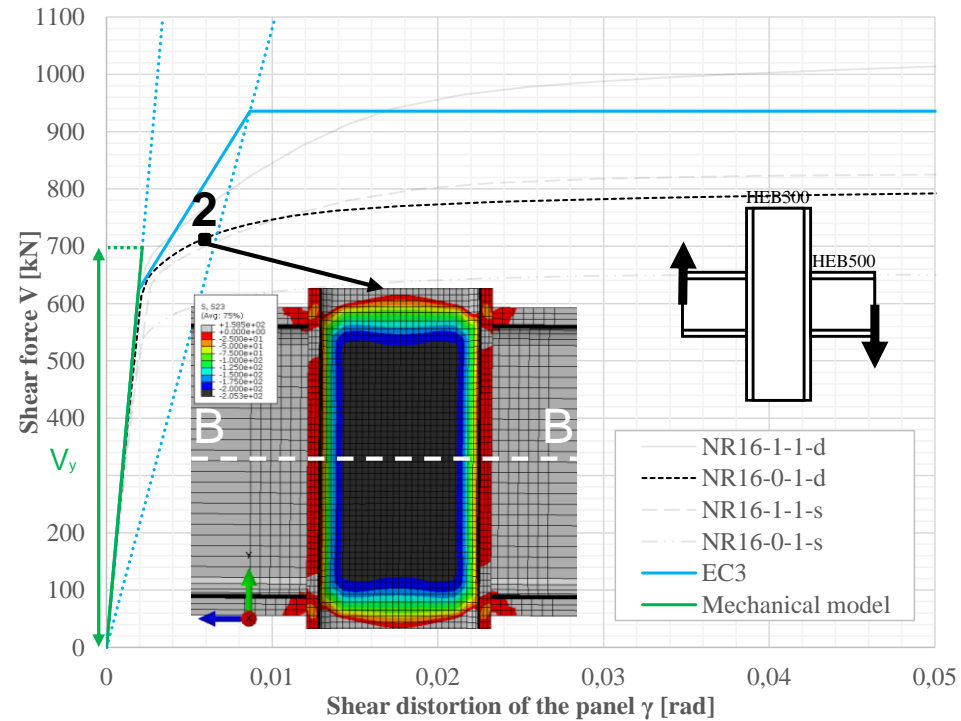 1100
1000
900
800
700
600
500
400
300
200
100
0
Shear force V [kN]
Vy
2
S, S23
(Avg: 75%)
+1.585e+02
+0.000e+00
-2.500e+01
-5.000e+01
-7.500e+01
-1.000e+02
-1.250e+02
-1.500e+02
-1.750e+02
-2.000e+02
-2.053e+02
B
B
Y
X
HEB300
HEB500
NR16-1-1-d
NR16-0-1-d
NR16-1-1-s
NR16-0-1-s
EC3
Mechanical model
0
0,01
0,02
0,03
0,04
0,05
Shear distortion of the panel γ [rad]